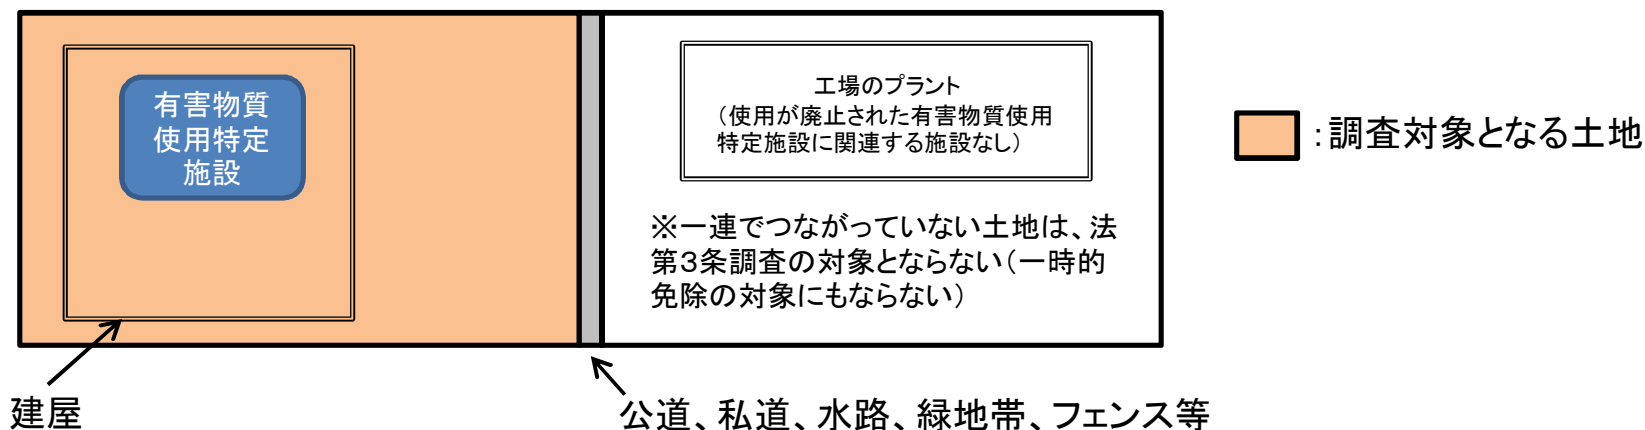 有害物質
使用特定
施設
工場のプラント
（使用が廃止された有害物質使用
特定施設に関連する施設なし）
※一連でつながっていない土地は、法
第３条調査の対象とならない（一時的
免除の対象にもならない）
：調査対象となる土地
建屋
公道、私道、水路、緑地帯、フェンス等